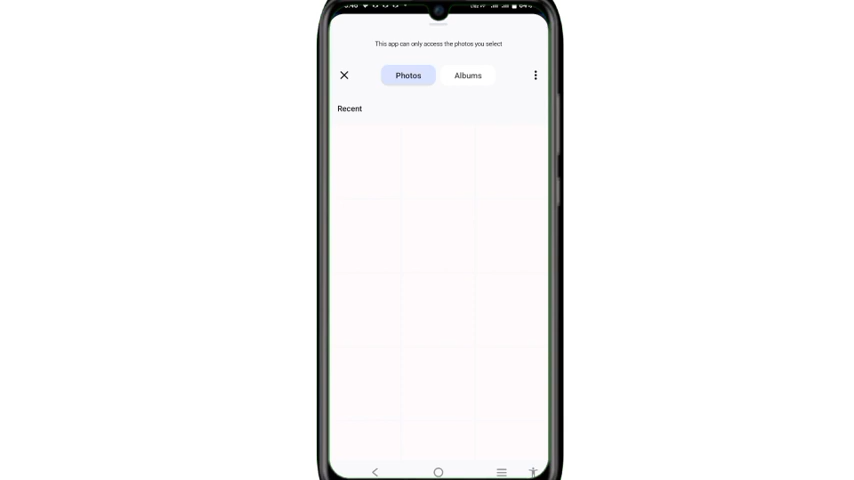 This app can only access the photos you select
Photos
Albums
Recent